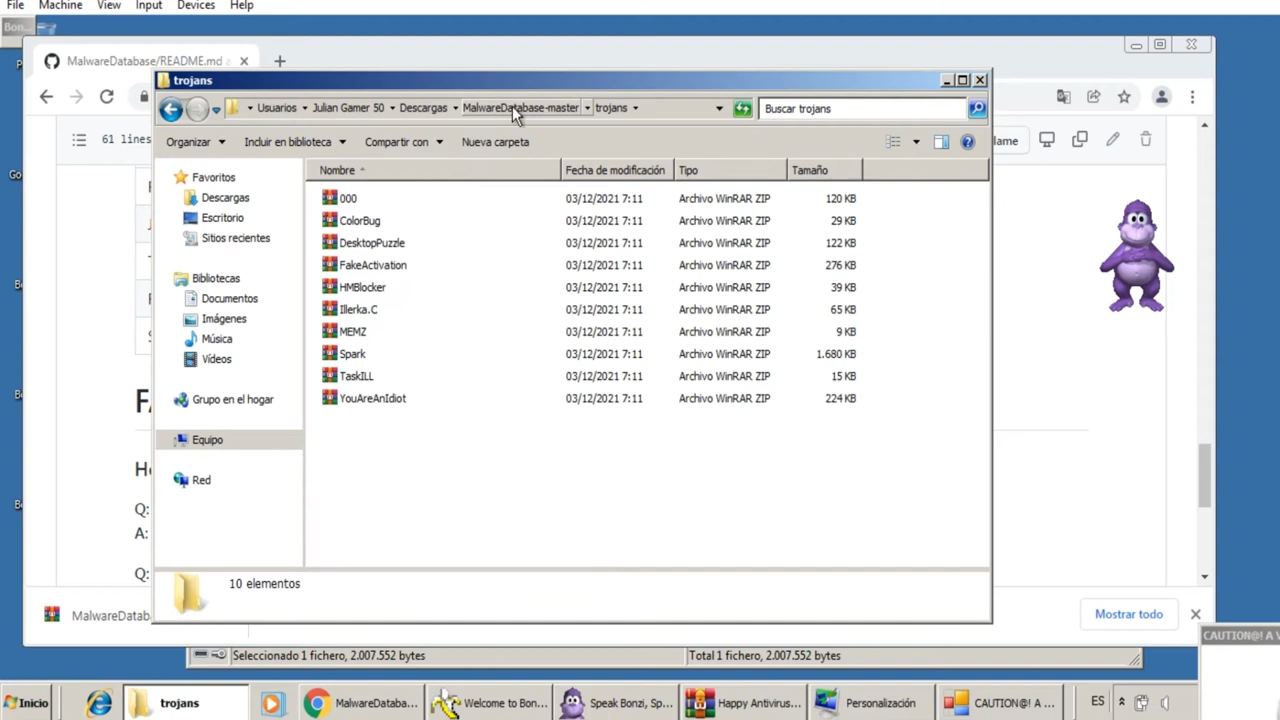 File Machine View Input Devices Help
Bon...
MalwareDatabase/README.md a
trojans
Usuarios Julian Gamer 50 Descargas MalwareDatabase-master trojans
Buscar trojans
61 lines
lame
Organizar Incluir en biblioteca Compartir con Nueva carpeta
Nombre Fecha de modificación Tipo Tamaño
Favoritos
Descargas
Escritorio
Sitios recientes
Bibliotecas
Documentos
Imágenes
Música
Vídeos
Grupo en el hogar
Equipo
Red
000 03/12/2021 7:11 Archivo WinRAR ZIP 120 KB
ColorBug 03/12/2021 7:11 Archivo WinRAR ZIP 29 KB
DesktopPuzzle 03/12/2021 7:11 Archivo WinRAR ZIP 122 KB
FakeActivation 03/12/2021 7:11 Archivo WinRAR ZIP 276 KB
HMBlocker 03/12/2021 7:11 Archivo WinRAR ZIP 39 KB
Illerka.C 03/12/2021 7:11 Archivo WinRAR ZIP 65 KB
MEMZ 03/12/2021 7:11 Archivo WinRAR ZIP 9 KB
Spark 03/12/2021 7:11 Archivo WinRAR ZIP 1.680 KB
TaskILL 03/12/2021 7:11 Archivo WinRAR ZIP 15 KB
YouAreAnIdiot 03/12/2021 7:11 Archivo WinRAR ZIP 224 KB
Go
Q:
A:
Q:
10 elementos
MalwareDatab
Mostrar todo
CAUTION@! A V
Seleccionado 1 fichero, 2.007.552 bytes
Total 1 fichero, 2.007.552 bytes
Inicio trojans MalwareDataba... Welcome to Bon... Speak Bonzi, Sp... Happy Antivirus... Personalización CAUTION@! A ... ES